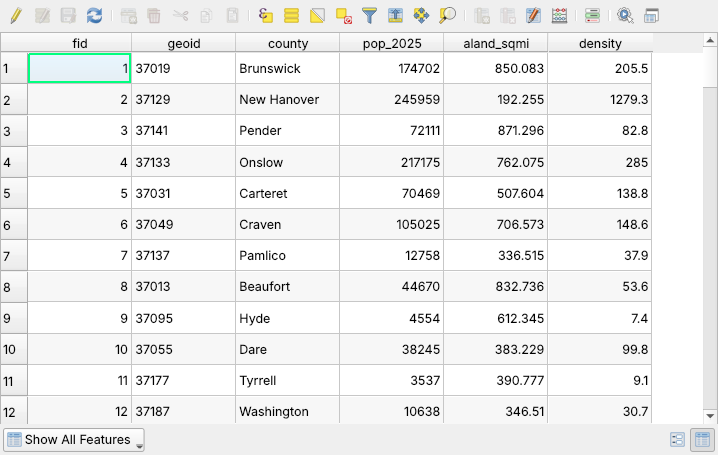 fid geoid county pop_2025 aland_sqmi density
1 1 37019 Brunswick 174702 850.083 205.5
2 2 37129 New Hanover 245959 192.255 1279.3
3 3 37141 Pender 72111 871.296 82.8
4 4 37133 Onslow 217175 762.075 285
5 5 37031 Carteret 70469 507.604 138.8
6 6 37049 Craven 105025 706.573 148.6
7 7 37137 Pamlico 12758 336.515 37.9
8 8 37013 Beaufort 44670 832.736 53.6
9 9 37095 Hyde 4554 612.345 7.4
10 10 37055 Dare 38245 383.229 99.8
11 11 37177 Tyrrell 3537 390.777 9.1
12 12 37187 Washington 10638 346.51 30.7
Show All Features